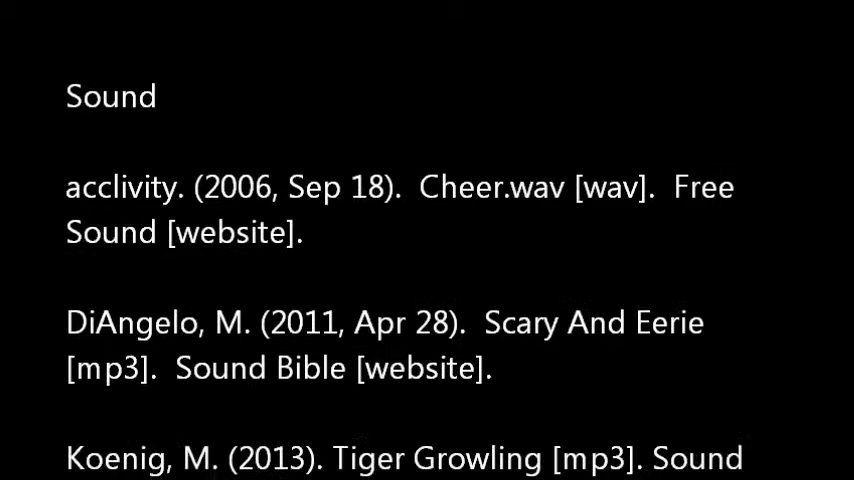 Sound
acclivity. (2006, Sep 18).  Cheer.wav [wav].  Free
Sound [website].
DiAngelo, M. (2011, Apr 28).  Scary And Eerie
[mp3].  Sound Bible [website].
Koenig, M. (2013). Tiger Growling [mp3]. Sound